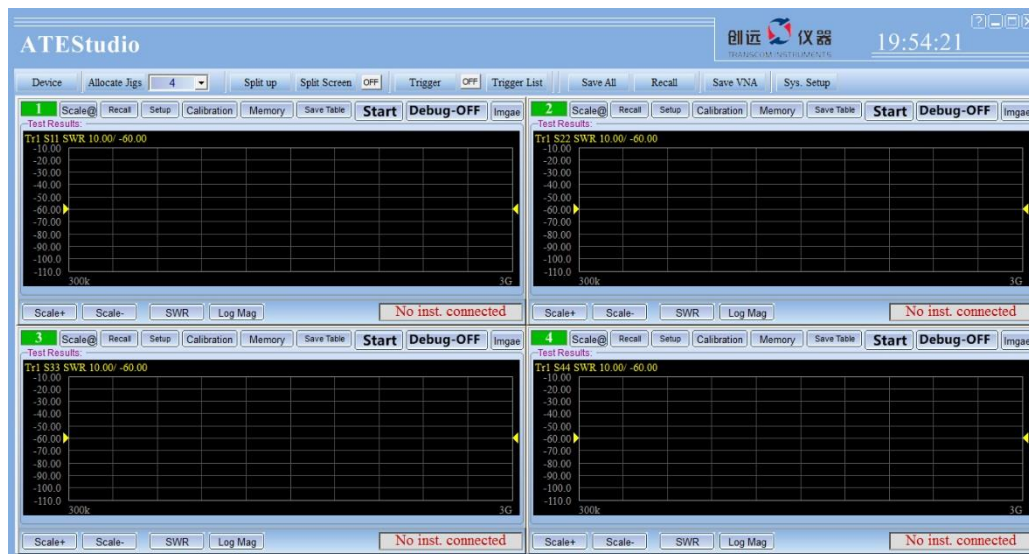 ATEStudio
创远 仪器
TRANSCOM INSTRUMENTS
19:54:21
Device Allocate Jigs 4 Split up Split Screen OFF Trigger OFF Trigger List Save All Recall Save VNA Sys. Setup
1 Scale@ Recall Setup Calibration Memory Save Table Start Debug-OFF Imgae
Test Results:
Tr1 S11 SWR 10.00/ -60.00
-10.00
-20.00
-30.00
-40.00
-50.00
-60.00
-70.00
-80.00
-90.00
-100.0
-110.0
300k 3G
Scale+ Scale- SWR Log Mag No inst. connected
2 Scale@ Recall Setup Calibration Memory Save Table Start Debug-OFF Imgae
Test Results:
Tr1 S22 SWR 10.00/ -60.00
-10.00
-20.00
-30.00
-40.00
-50.00
-60.00
-70.00
-80.00
-90.00
-100.0
-110.0
300k 3G
Scale+ Scale- SWR Log Mag No inst. connected
3 Scale@ Recall Setup Calibration Memory Save Table Start Debug-OFF Imgae
Test Results:
Tr1 S33 SWR 10.00/ -60.00
-10.00
-20.00
-30.00
-40.00
-50.00
-60.00
-70.00
-80.00
-90.00
-100.0
-110.0
300k 3G
Scale+ Scale- SWR Log Mag No inst. connected
4 Scale@ Recall Setup Calibration Memory Save Table Start Debug-OFF Imgae
Test Results:
Tr1 S44 SWR 10.00/ -60.00
-10.00
-20.00
-30.00
-40.00
-50.00
-60.00
-70.00
-80.00
-90.00
-100.0
-110.0
300k 3G
Scale+ Scale- SWR Log Mag No inst. connected